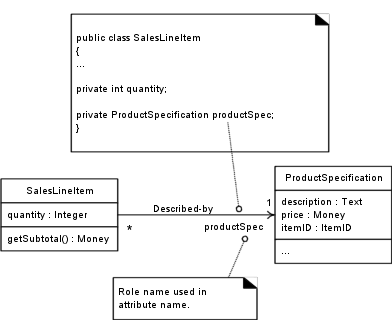 public class SalesLineItem
{
...
private int quantity;
private ProductSpecification productSpec;
}
SalesLineItem
quantity : Integer
getSubtotal() : Money
Described-by
*
1
productSpec
ProductSpecification
description : Text
price : Money
itemID : ItemID
...
Role name used in
attribute name.